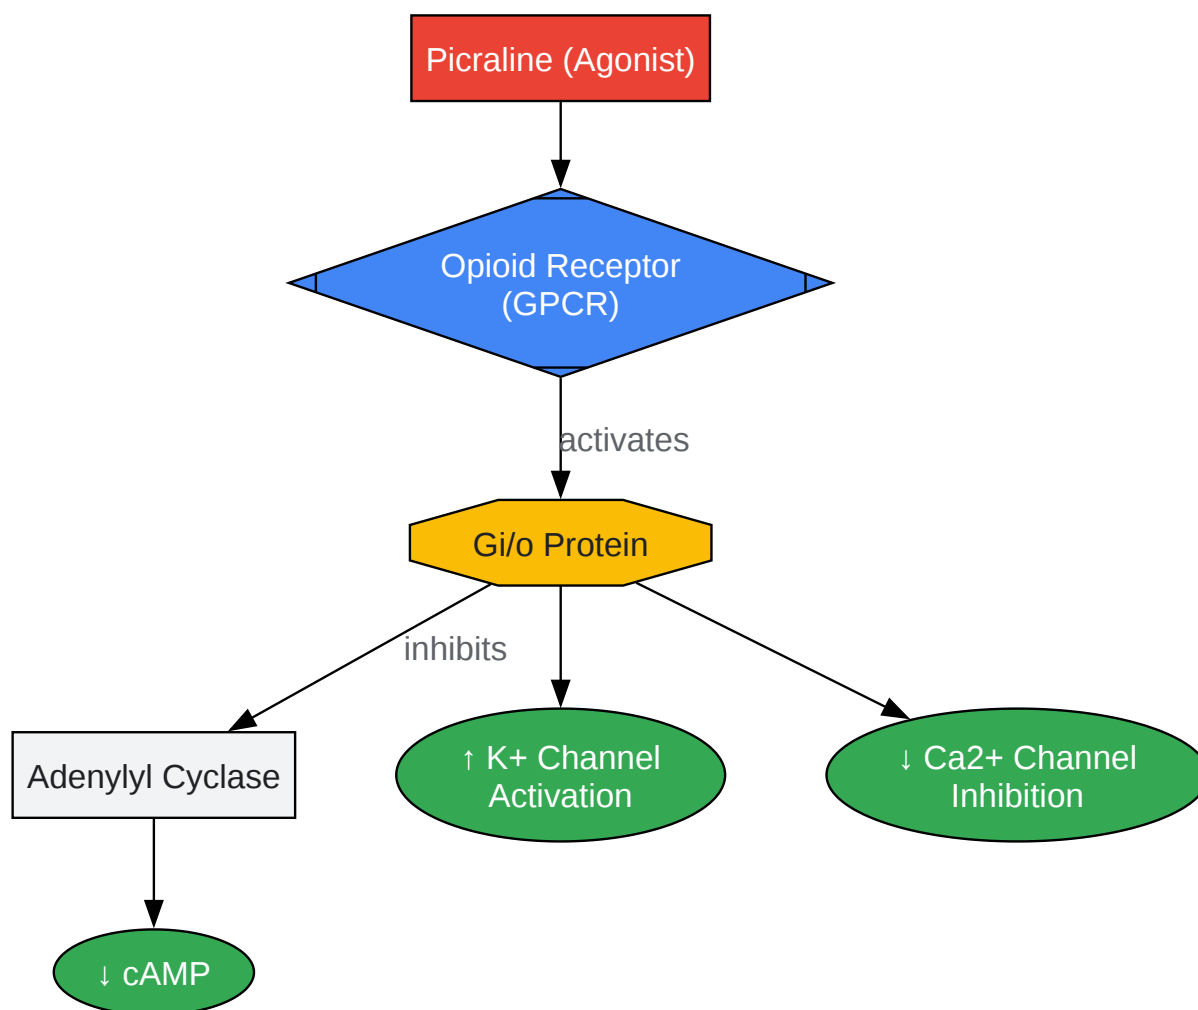 Picraline (Agonist)
Opioid Receptor
(GPCR)
activates
Gi/o Protein
inhibits
Adenylyl Cyclase
↑ K+ Channel
Activation
↓ Ca2+ Channel
Inhibition
↓ cAMP